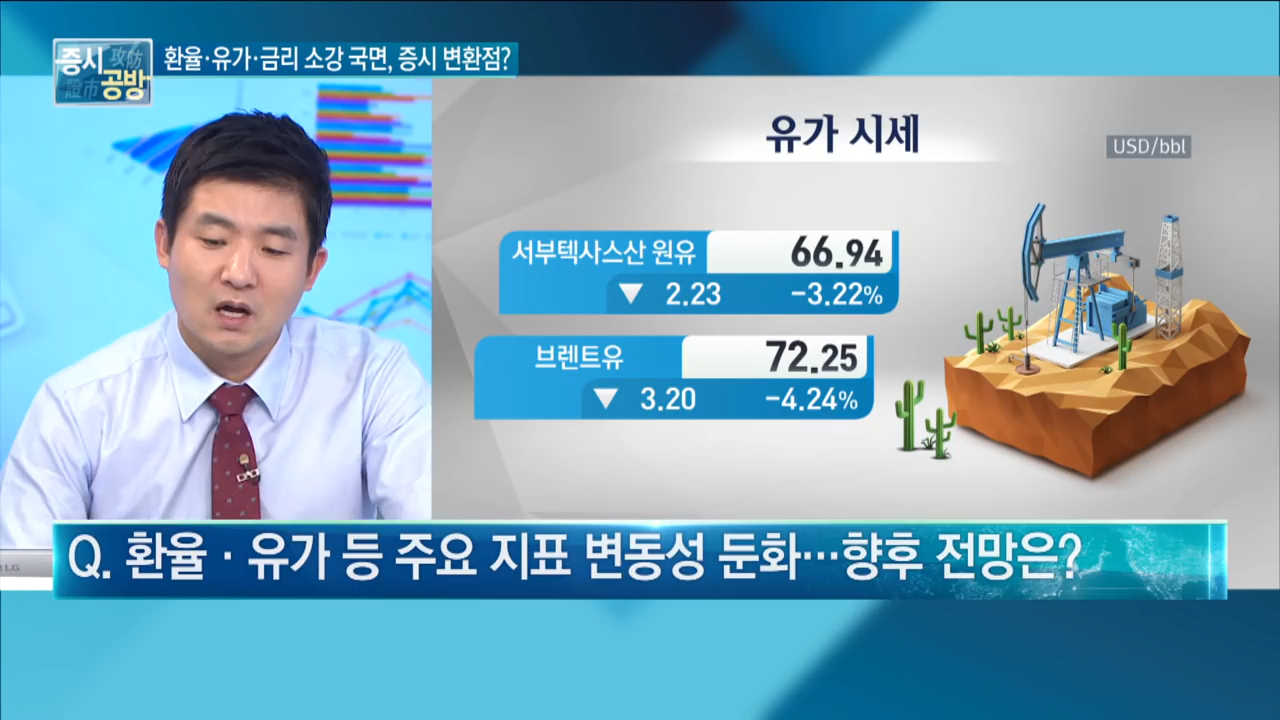 증시 攻防
證市 공방
환율·유가·금리 소강 국면, 증시 변환점?
유가 시세
USD/bbl
서부텍사스산 원유 66.94
▼ 2.23 -3.22%
브렌트유 72.25
▼ 3.20 -4.24%
LG
Q. 환율·유가 등 주요 지표 변동성 둔화…향후 전망은?